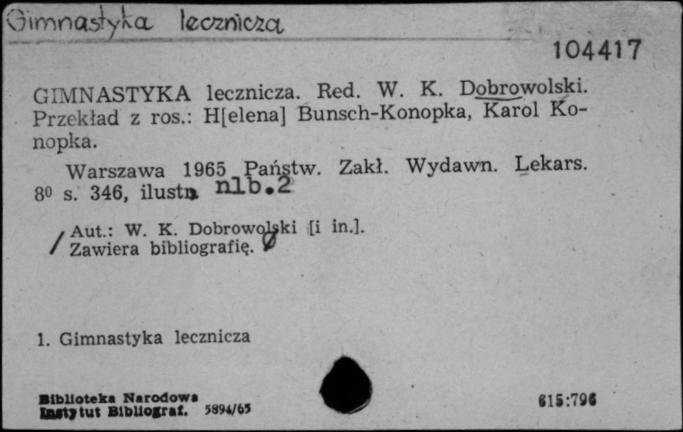 Gimnastyka lecznicza
104417
GIMNASTYKA lecznicza. Red. W. K. Dobrowolski.
Przekład z ros.: H[elena] Bunsch-Konopka, Karol Ko-
nopka.
Warszawa 1965 Państw. Zakł. Wydawn. Lekars.
8⁰ s. 346, ilustr. nlb.2
/ Aut.: W. K. Dobrowolski [i in.].
Zawiera bibliografię.
1. Gimnastyka lecznicza
Biblioteka Narodowa
Instytut Bibliograf. 5894/65
615:796